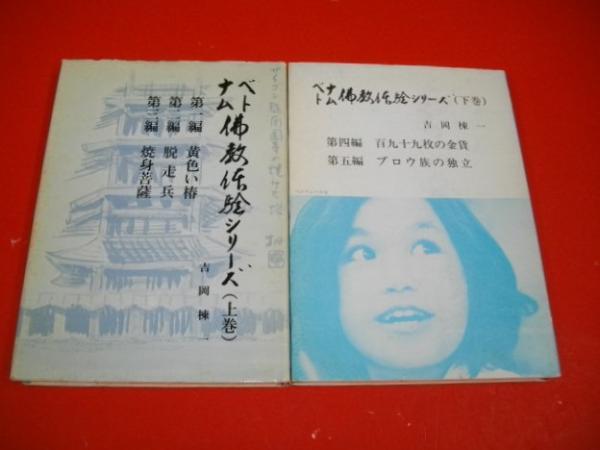 ベトナム佛教体験シリーズ(上巻)
第一編 黄色い椿
第二編 脱走兵
第三編 焼身菩薩
吉岡棟一
ベトナム佛教体験シリーズ(下巻)
吉岡棟一
第四編 百九十九枚の金貨
第五編 ブロウ族の独立